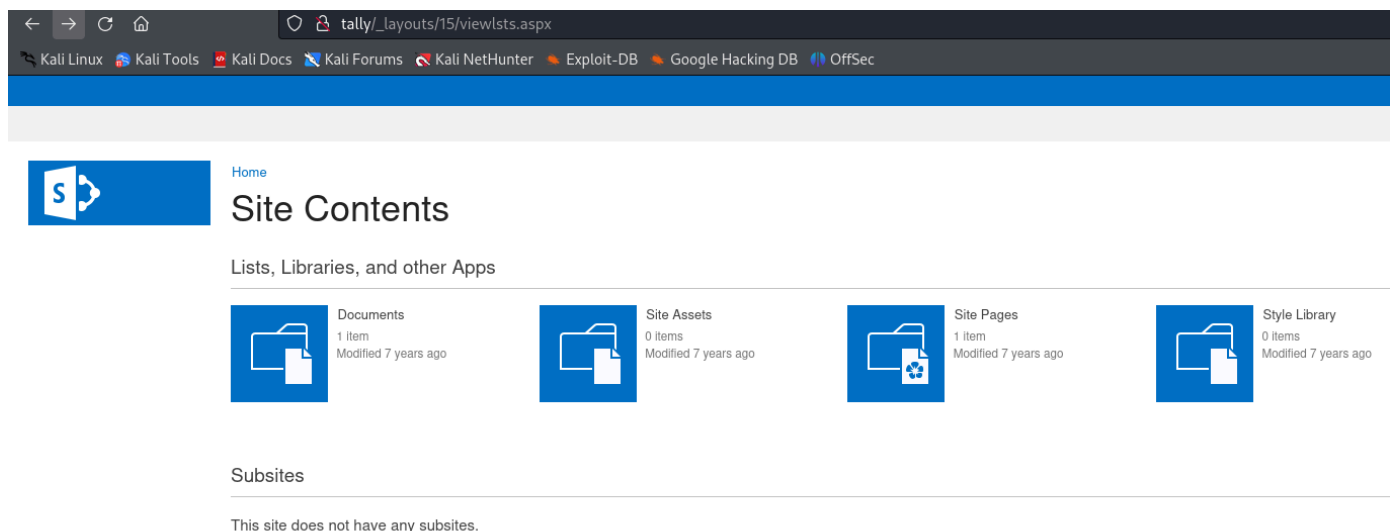 tally/_layouts/15/viewlsts.aspx
Kali Linux Kali Tools Kali Docs Kali Forums Kali NetHunter Exploit-DB Google Hacking DB OffSec
S
Home
Site Contents
Lists, Libraries, and other Apps
Documents
1 item
Modified 7 years ago
Site Assets
0 items
Modified 7 years ago
Site Pages
1 item
Modified 7 years ago
Style Library
0 items
Modified 7 years ago
Subsites
This site does not have any subsites.